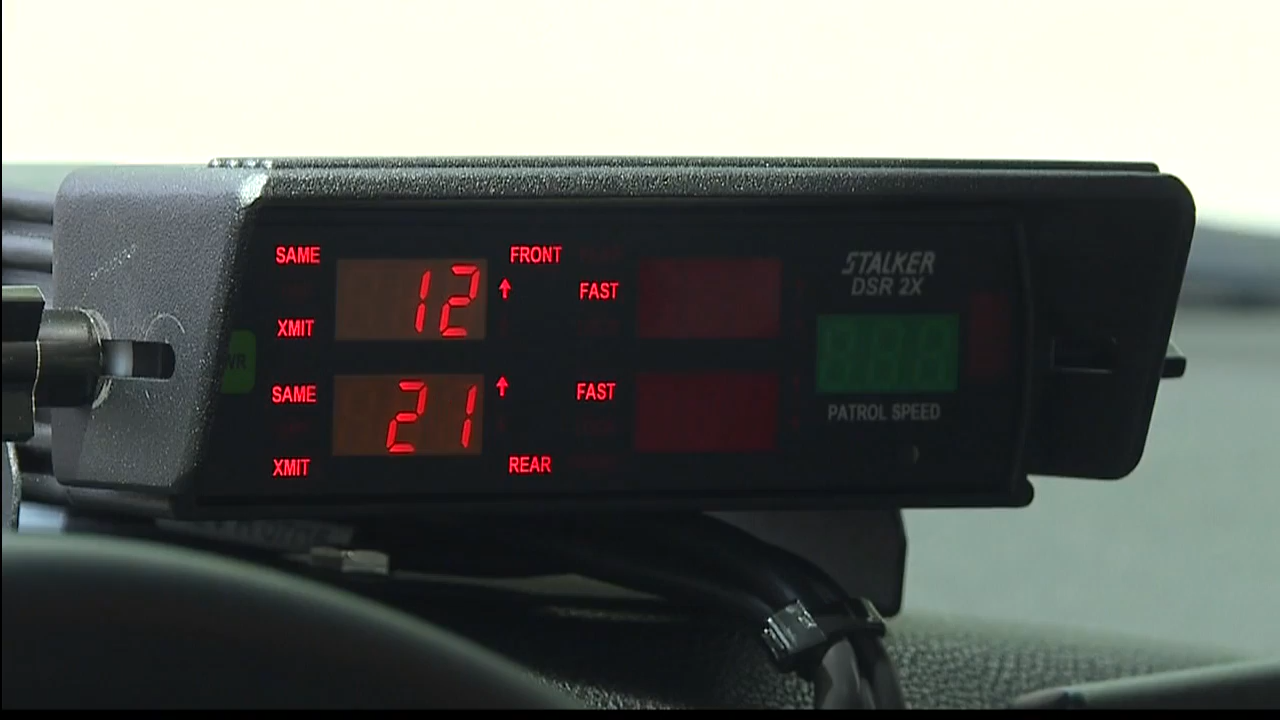 SAME
FRONT
12 ↑
FAST
XMIT
STALKER
DSR 2X
SAME
21 ↑
FAST
PATROL SPEED
XMIT
REAR